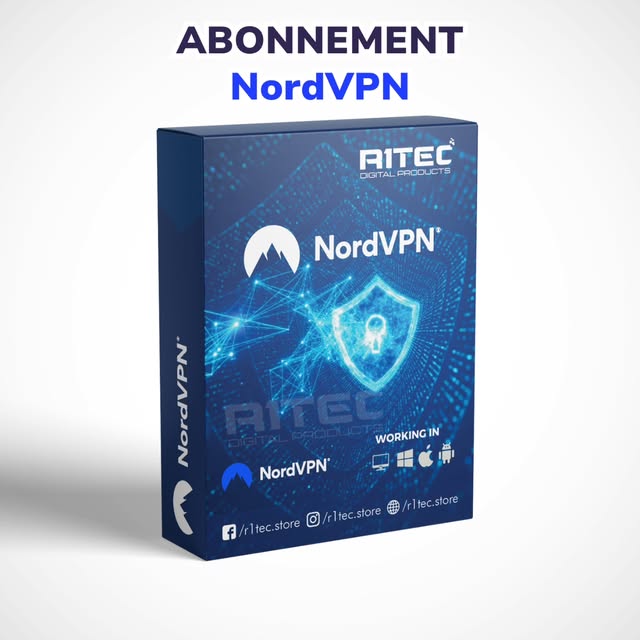 ABONNEMENT
NordVPN
R1TEC
DIGITAL PRODUCTS
NordVPN®
NordVPN®
R1TEC
DIGITAL PRODUCTS
WORKING IN
NordVPN®
/r1tec.store /r1tec.store /r1tec.store